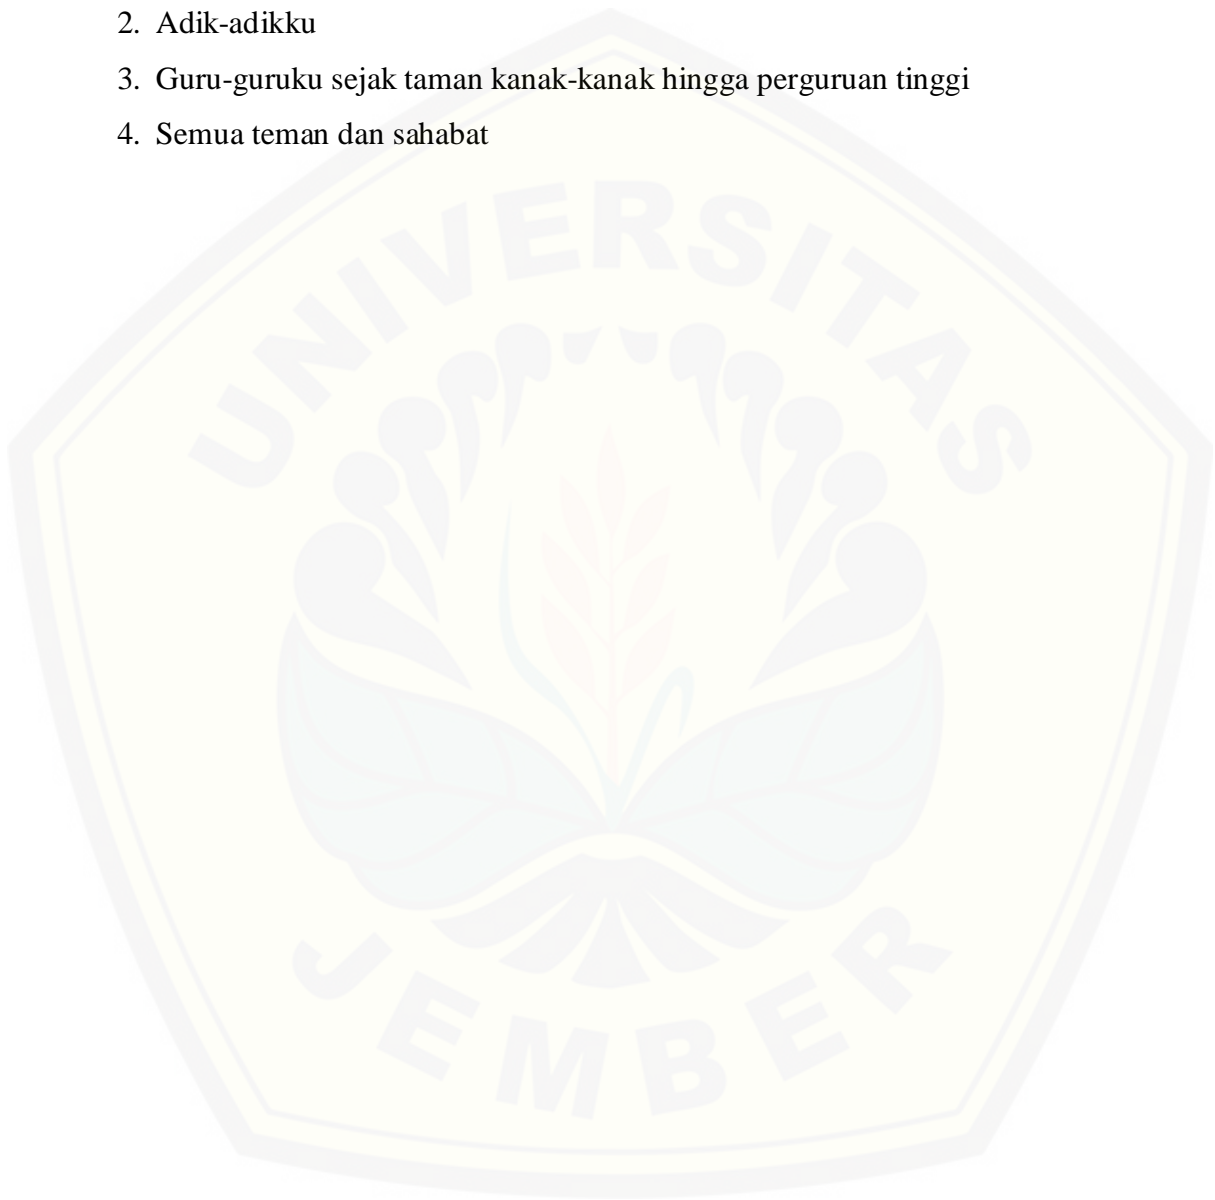 2. Adik-adikku
3. Guru-guruku sejak taman kanak-kanak hingga perguruan tinggi
4. Semua teman dan sahabat
UNIVERSITAS
JEMBER